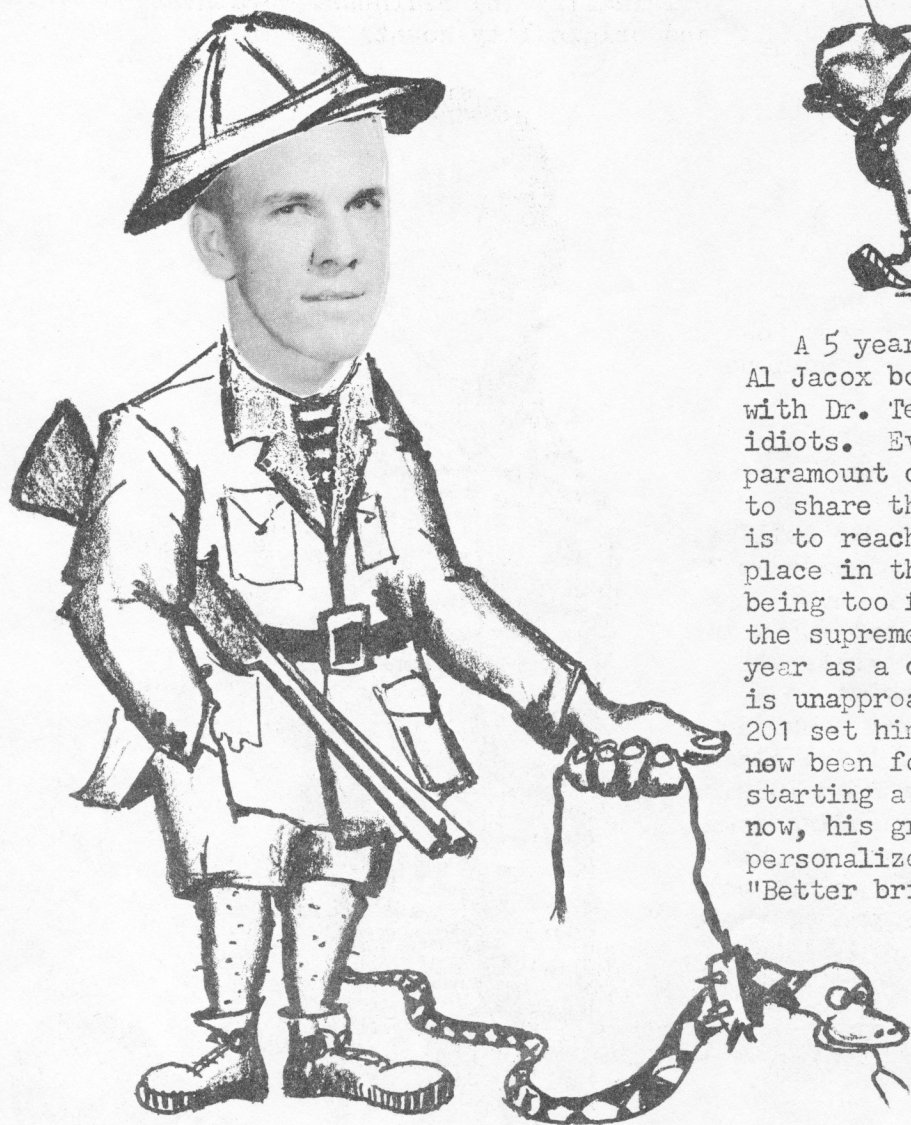 A 5 year
Al Jacox bo
with Dr. Te
idiots. Ev
paramount o
to share th
is to reach
place in th
being too i
the supremo
year as a c
is unapproa
201 set him
now been fo
starting a
now, his gr
personalize
"Better bri